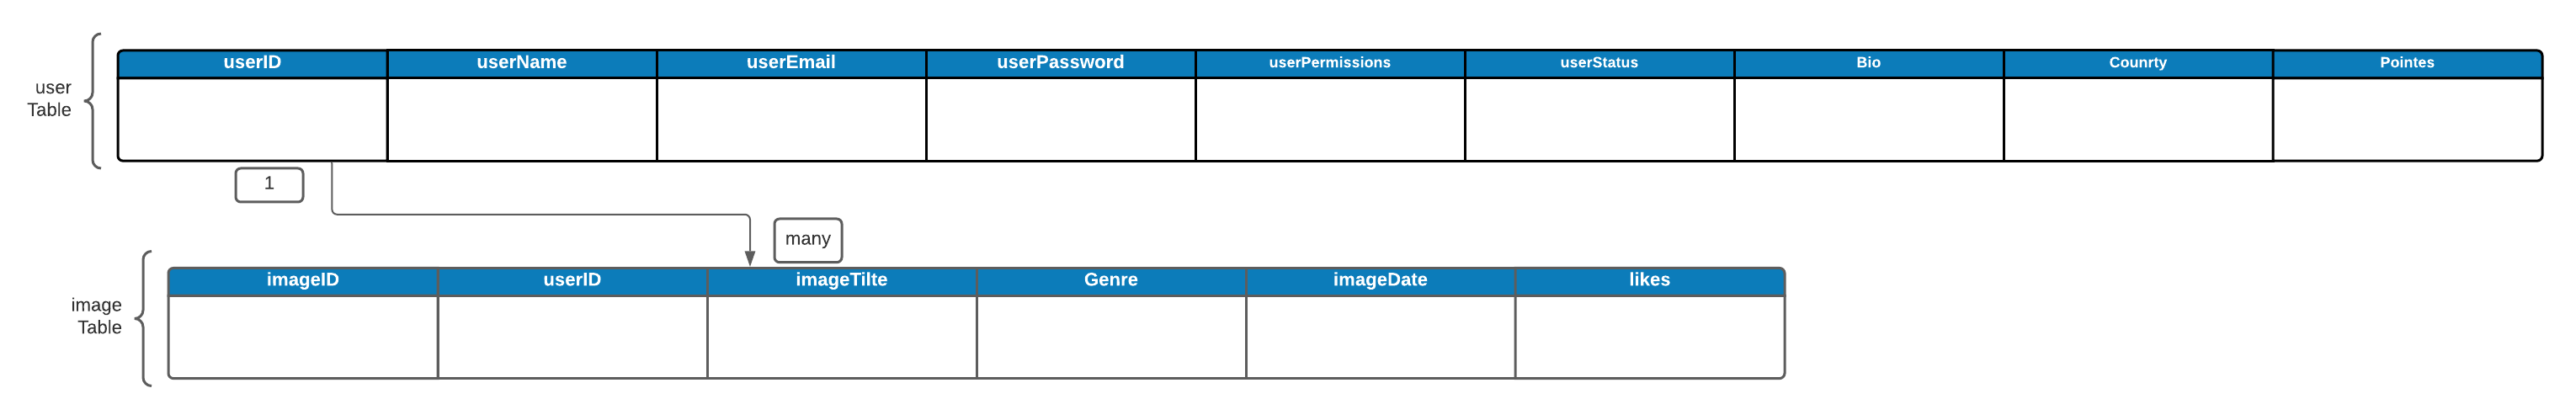 user
Table
userID userName userEmail userPassword userPermissions userStatus Bio Counrty Pointes
1
many
image
Table
imageID userID imageTilte Genre imageDate likes